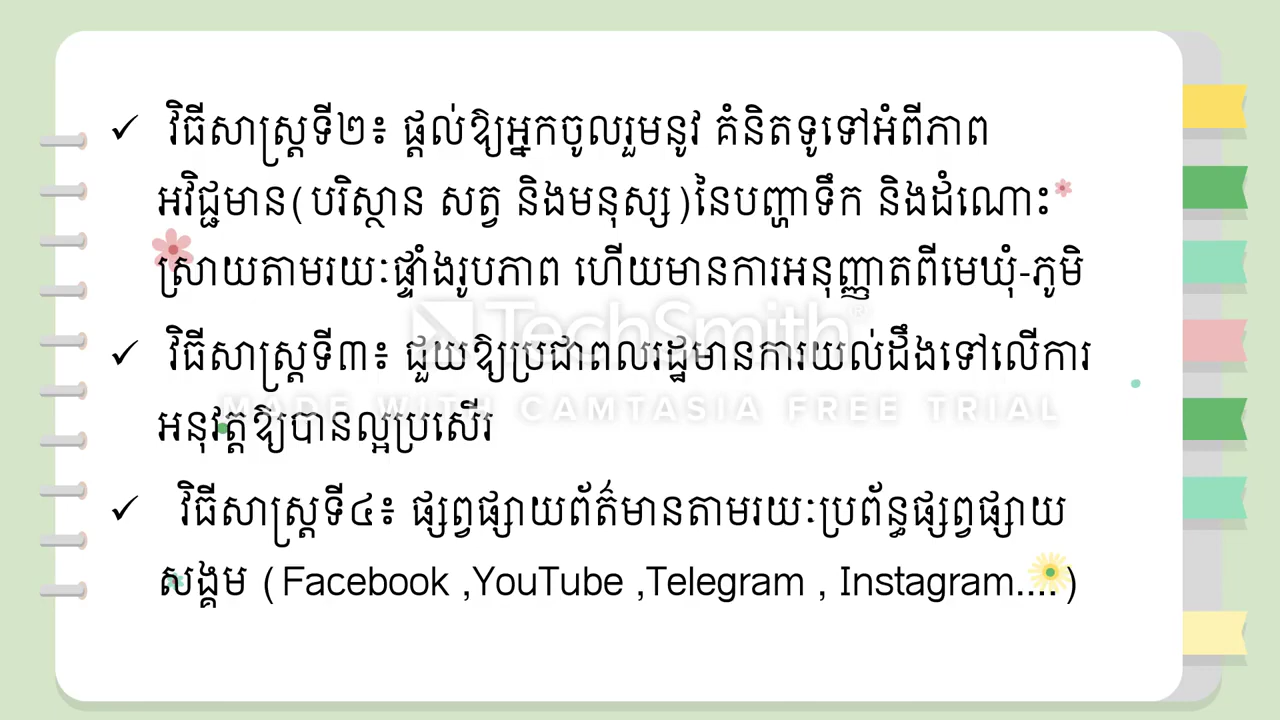 ✓ វិធីសាស្ត្រទី២៖ ផ្តល់ឱ្យអ្នកចូលរួមនូវ គំនិតទូទៅអំពីភាព
អវិជ្ជមាន(បរិស្ថាន សត្វ និងមនុស្ស)នៃបញ្ហាទឹក និងដំណោះ
ស្រាយតាមរយៈផ្ទាំងរូបភាព ហើយមានការអនុញ្ញាតពីមេឃុំ-ភូមិ
TechSmith
✓ វិធីសាស្ត្រទី៣៖ ជួយឱ្យប្រជាពលរដ្ឋមានការយល់ដឹងទៅលើការ
MADE WITH CAMTASIA FREE TRIAL
អនុវត្តឱ្យបានល្អប្រសើរ
✓ វិធីសាស្ត្រទី៤៖ ផ្សព្វផ្សាយព័ត៌មានតាមរយៈប្រព័ន្ធផ្សព្វផ្សាយ
សង្គម (Facebook ,YouTube ,Telegram , Instagram....)